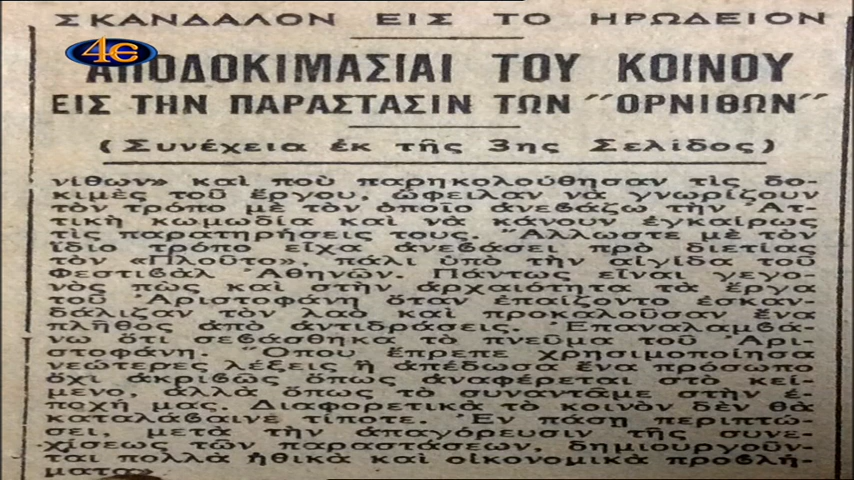 ΣΚΑΝΔΑΛΟΝ ΕΙΣ ΤΟ ΗΡΩΔΕΙΟΝ
4Ε
ΑΠΟΔΟΚΙΜΑΣΙΑΙ ΤΟΥ ΚΟΙΝΟΥ
ΕΙΣ ΤΗΝ ΠΑΡΑΣΤΑΣΙΝ ΤΩΝ "ΟΡΝΙΘΩΝ"
(Συνέχεια ἐκ τῆς 3ης Σελίδος)
νίθων» καὶ ποὺ παρηκολούθησαν τὶς δο-
κιμὲς τοῦ ἔργου, ὤφειλαν νὰ γνωρίζουν
τὸν τρόπο μὲ τὸν ὁποῖο ἀνεβάζω τὴν Ἀτ-
τικὴ κωμωδία καὶ νὰ κάνουν ἐγκαίρως
τὶς παρατηρήσεις τους. Ἄλλωστε μὲ τὸν
ἴδιο τρόπο εἶχα ἀνεβάσει πρὸ διετίας
τὸν «Πλοῦτο», πάλι ὑπὸ τὴν αἰγίδα τοῦ
Φεστιβὰλ Ἀθηνῶν. Πάντως εἶναι γεγο-
νὸς πὼς καὶ στὴν ἀρχαιότητα τὰ ἔργα
τοῦ Ἀριστοφάνη ὅταν ἐπαίζοντο ἐσκαν-
δάλιζαν τὸν λαὸ καὶ προκαλοῦσαν ἕνα
πλῆθος ἀπὸ ἀντιδράσεις. Ἐπαναλαμβά-
νω ὅτι σεβάσθηκα τὸ πνεῦμα τοῦ Ἀρι-
στοφάνη. Ὅπου ἔπρεπε χρησιμοποίησα
νεώτερες λέξεις ἢ ἀπέδωσα ἕνα πρόσωπο
ὄχι ἀκριβῶς ὅπως ἀναφέρεται στὸ κεί-
μενο, ἀλλὰ ὅπως τὸ συναντᾶμε στὴν ἐ-
ποχή μας. Διαφορετικὰ τὸ κοινὸν δὲν θὰ
καταλάβαινε τίποτε. Ἐν πάση περιπτώ-
σει, μετὰ τὴν ἀπαγόρευσιν τῆς συνε-
χίσεως τῶν παραστάσεων, δημιουργοῦν-
ται πολλὰ ἠθικὰ καὶ οἰκονομικὰ προβλή-
ματα»